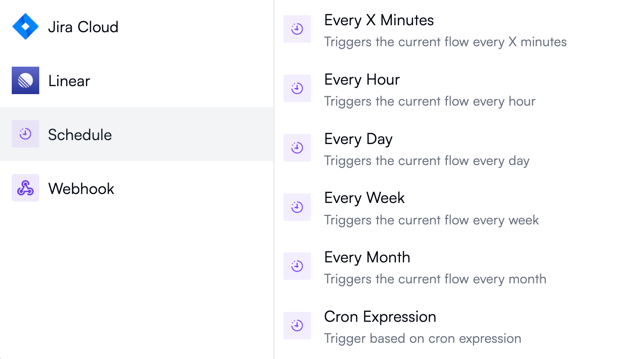 Jira Cloud
Linear
Schedule
Webhook
Every X Minutes
Triggers the current flow every X minutes
Every Hour
Triggers the current flow every hour
Every Day
Triggers the current flow every day
Every Week
Triggers the current flow every week
Every Month
Triggers the current flow every month
Cron Expression
Trigger based on cron expression